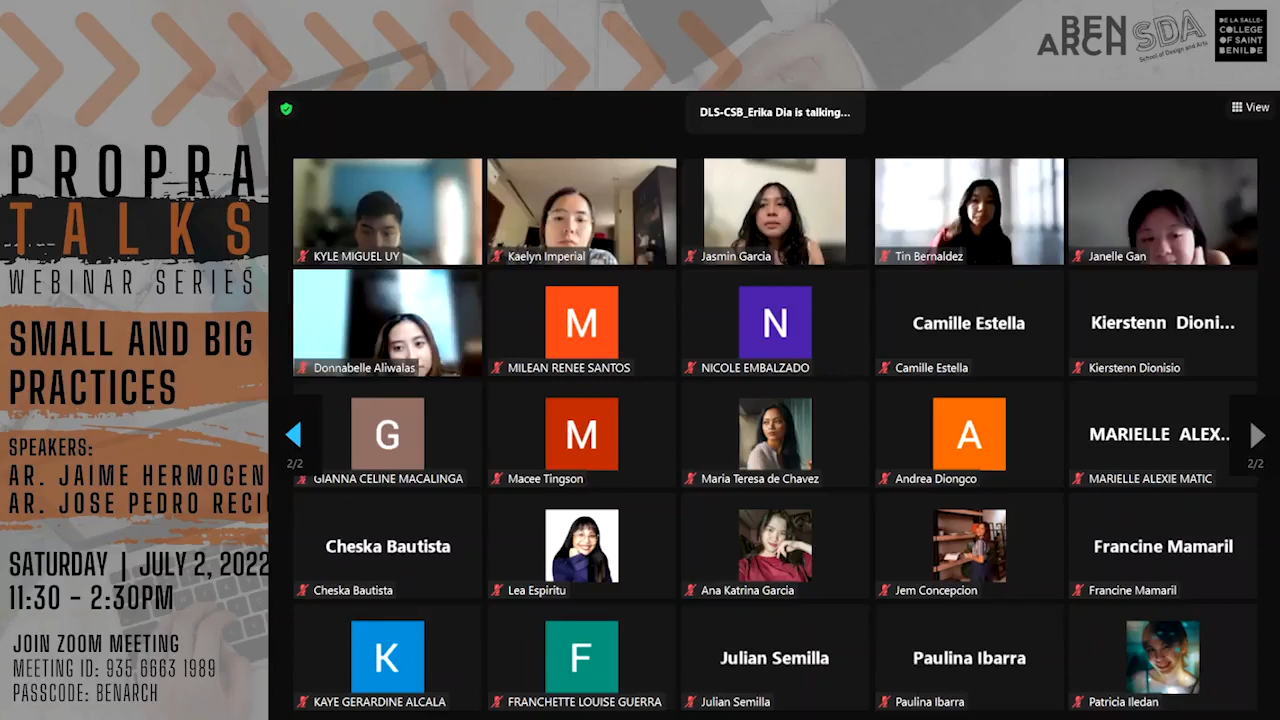 BEN
ARCH
SDA
School of Design and Arts
DE LA SALLE-
COLLEGE
OF SAINT
BENILDE
PROPRA
TALKS
WEBINAR SERIES
SMALL AND BIG
PRACTICES
SPEAKERS:
AR. JAIME HERMOGEN
AR. JOSE PEDRO RECI
SATURDAY | JULY 2, 2022
11:30 - 2:30PM
JOIN ZOOM MEETING
MEETING ID: 935 6663 1989
PASSCODE: BENARCH
DLS-CSB_Erika Dia is talking...
View
KYLE MIGUEL UY
Kaelyn Imperial
Jasmin Garcia
Tin Bernaldez
Janelle Gan
Donnabelle Aliwalas
M
MILEAN RENEE SANTOS
N
NICOLE EMBALZADO
Camille Estella
Camille Estella
Kierstenn Dioni...
Kierstenn Dionisio
2/2
G
GIANNA CELINE MACALINGA
M
Macee Tingson
Maria Teresa de Chavez
A
Andrea Diongco
MARIELLE ALEX...
MARIELLE ALEXIE MATIC
2/2
Cheska Bautista
Cheska Bautista
Lea Espiritu
Ana Katrina Garcia
Jem Concepcion
Francine Mamaril
Francine Mamaril
K
KAYE GERARDINE ALCALA
F
FRANCHETTE LOUISE GUERRA
Julian Semilla
Julian Semilla
Paulina Ibarra
Paulina Ibarra
Patricia Iledan